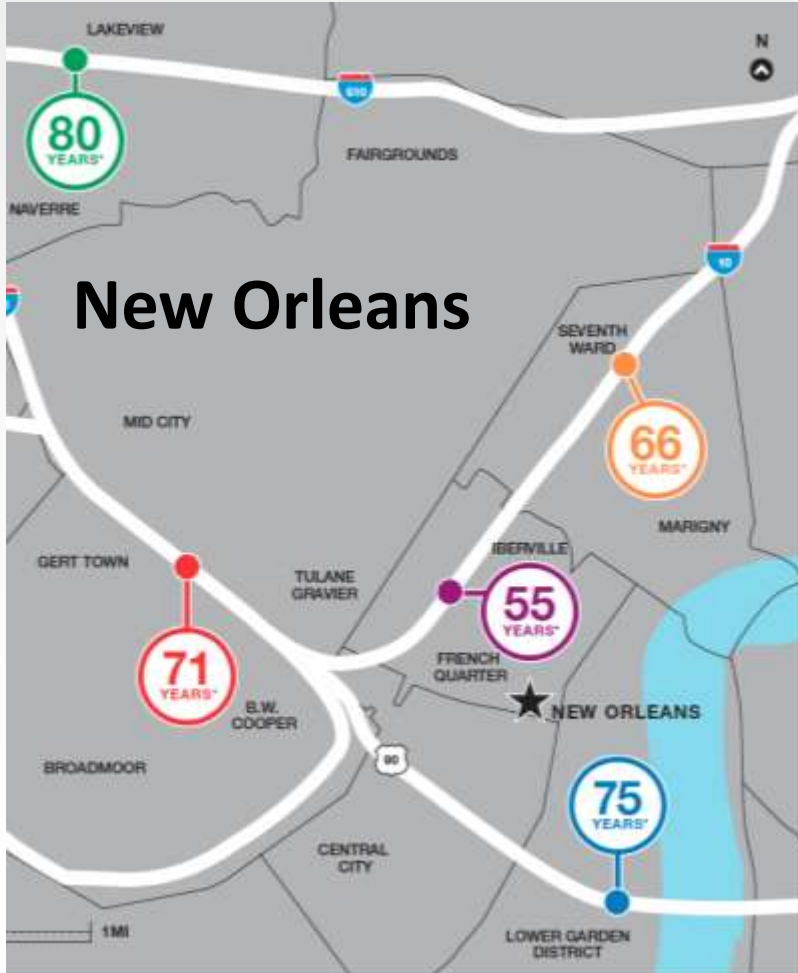 LAKEVIEW
N
610
80
YEARS*
FAIRGROUNDS
NAVERRE
10
New Orleans
SEVENTH
WARD
MID CITY
66
YEARS*
MARIGNY
IBERVILLE
GERT TOWN
TULANE
GRAVIER
55
YEARS*
FRENCH
QUARTER
71
YEARS*
B.W.
COOPER
NEW ORLEANS
90
BROADMOOR
75
YEARS*
CENTRAL
CITY
1MI
LOWER GARDEN
DISTRICT